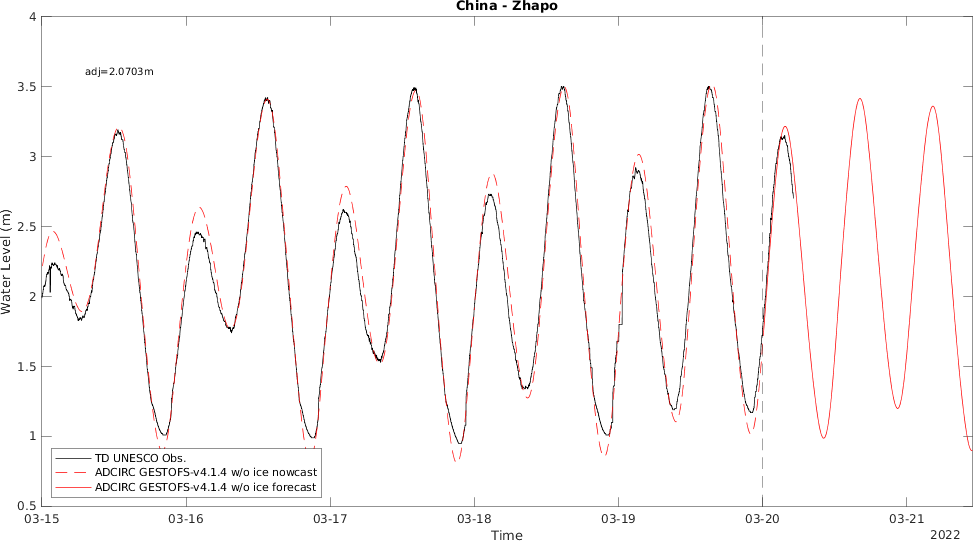 China - Zhapo
adj=2.0703m
Water Level (m)
4
3.5
3
2.5
2
1.5
1
0.5
TD UNESCO Obs.
ADCIRC GESTOFS-v4.1.4 w/o ice nowcast
ADCIRC GESTOFS-v4.1.4 w/o ice forecast
03-15 03-16 03-17 03-18 03-19 03-20 03-21
Time
2022